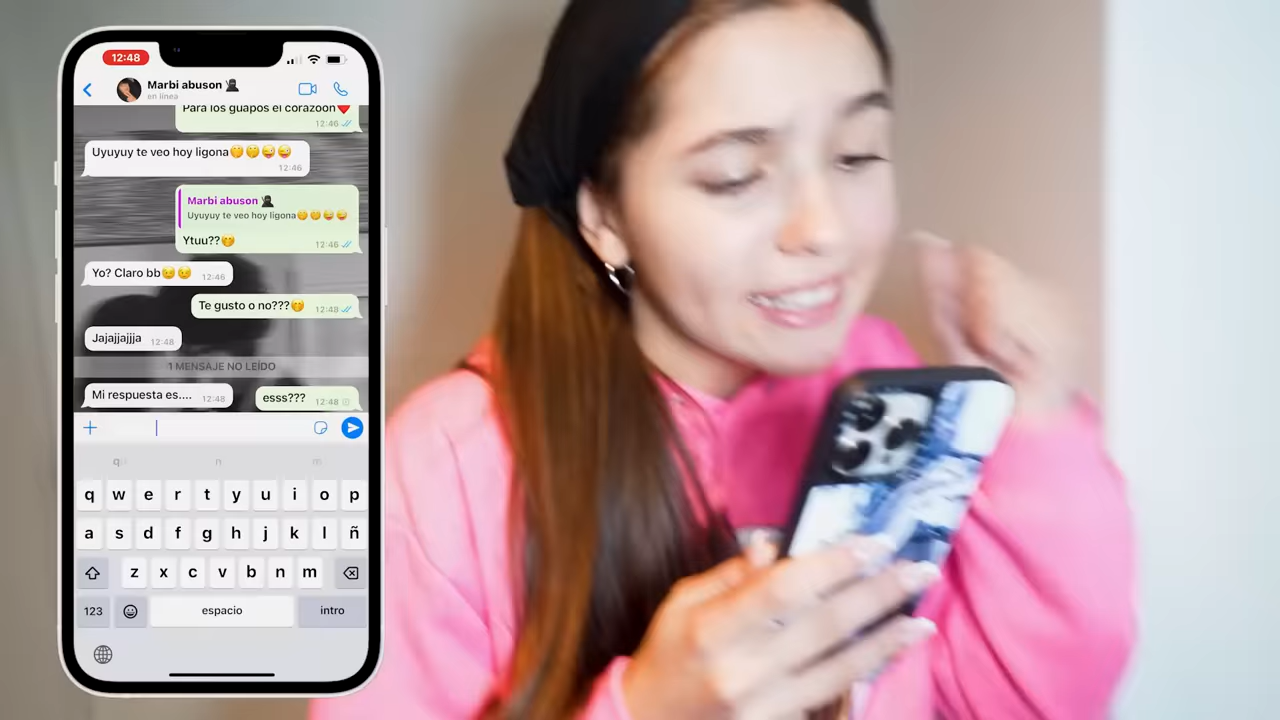 12:48
Marbi abuson
en línea
Para los guapos el corazoon❤️
12:46
Uyuyuy te veo hoy ligona🤭🤭😜😜
12:46
Marbi abuson
Uyuyuy te veo hoy ligona🤭🤭😜😜
Ytuu??🤭
12:46
Yo? Claro bb😉😉
12:46
Te gusto o no???🤭
12:48
Jajajjajjja
12:48
1 MENSAJE NO LEÍDO
Mi respuesta es....
12:48
esss???
12:48
q w e r t y u i o p
a s d f g h j k l ñ
z x c v b n m
123 espacio intro